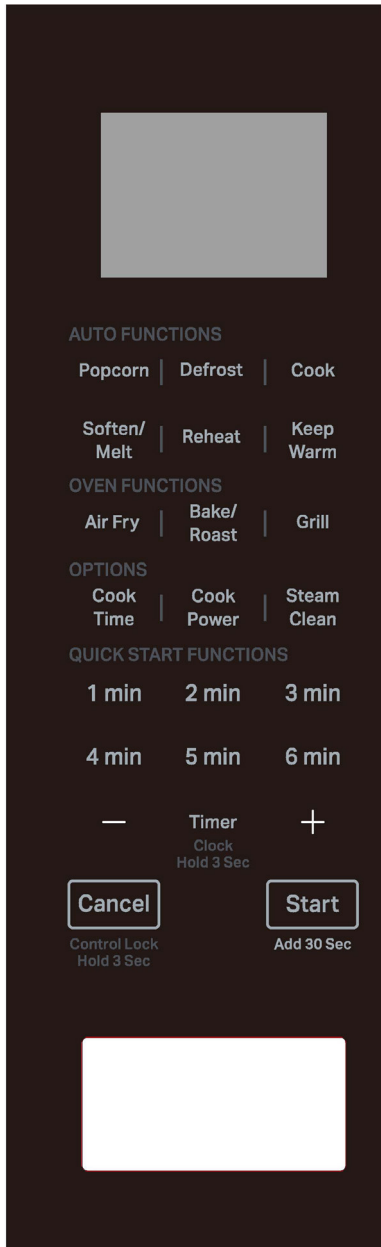 AUTO FUNCTIONS
Popcorn Defrost Cook
Soften/
Melt
Reheat
Keep
Warm
OVEN FUNCTIONS
Air Fry
Bake/
Roast
Grill
OPTIONS
Cook
Time
Cook
Power
Steam
Clean
QUICK START FUNCTIONS
1 min 2 min 3 min
4 min 5 min 6 min
− Timer +
Clock
Hold 3 Sec
Cancel Start
Control Lock
Hold 3 Sec
Add 30 Sec